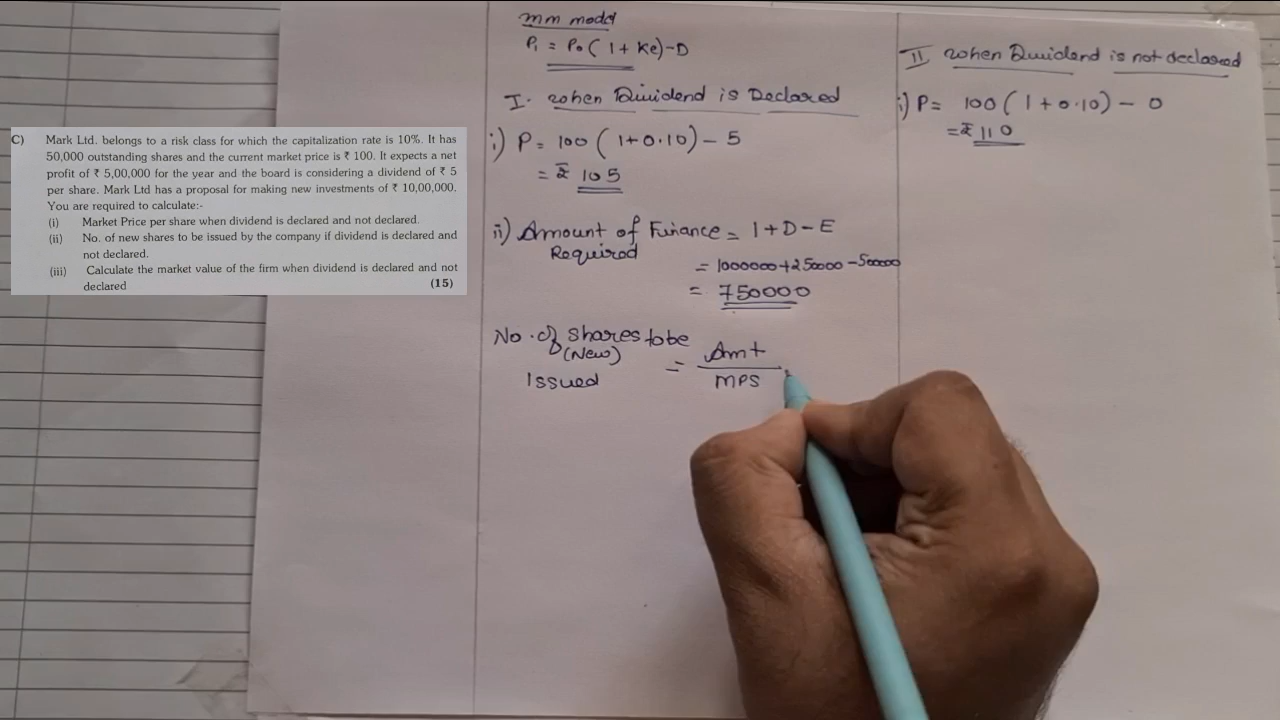 C) Mark Ltd. belongs to a risk class for which the capitalization rate is 10%. It has
50,000 outstanding shares and the current market price is ₹ 100. It expects a net
profit of ₹ 5,00,000 for the year and the board is considering a dividend of ₹ 5
per share. Mark Ltd has a proposal for making new investments of ₹ 10,00,000.
You are required to calculate:-
(i) Market Price per share when dividend is declared and not declared.
(ii) No. of new shares to be issued by the company if dividend is declared and
not declared.
(iii) Calculate the market value of the firm when dividend is declared and not
declared (15)
mm model
P₁ = P₀ (1 + Ke) - D
I. when Dividend is Declared
i) P = 100 (1+0.10) - 5
= ₹ 105
ii) Amount of Finance = I + D - E
Required
= 1000000 + 250000 - 500000
= 750000
No. of shares to be
(New)
Issued
= Amt
MPS
II when Dividend is not declared
i) P = 100 (1 + 0.10) - 0
= ₹ 110